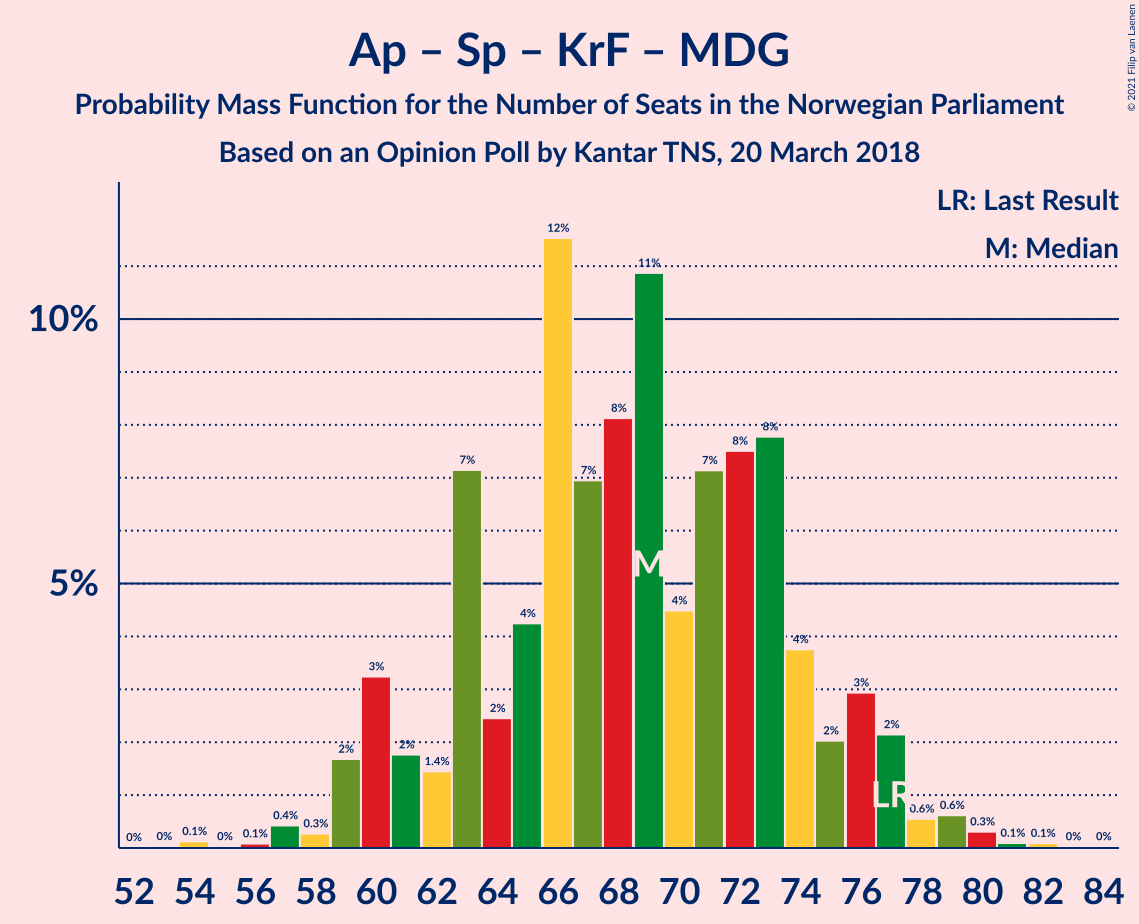 Ap – Sp – KrF – MDG
Probability Mass Function for the Number of Seats in the Norwegian Parliament
Based on an Opinion Poll by Kantar TNS, 20 March 2018
© 2021 Filip van Laenen
LR: Last Result
M: Median
10%
5%
0% 0% 0.1% 0% 0.1% 0.4% 0.3% 2% 3% 2% 1.4% 7% 2% 4% 12% 7% 8% 11% 4% 7% 8% 8% 4% 2% 3% 2% 0.6% 0.6% 0.3% 0.1% 0.1% 0% 0%
M
LR
52 54 56 58 60 62 64 66 68 70 72 74 76 78 80 82 84